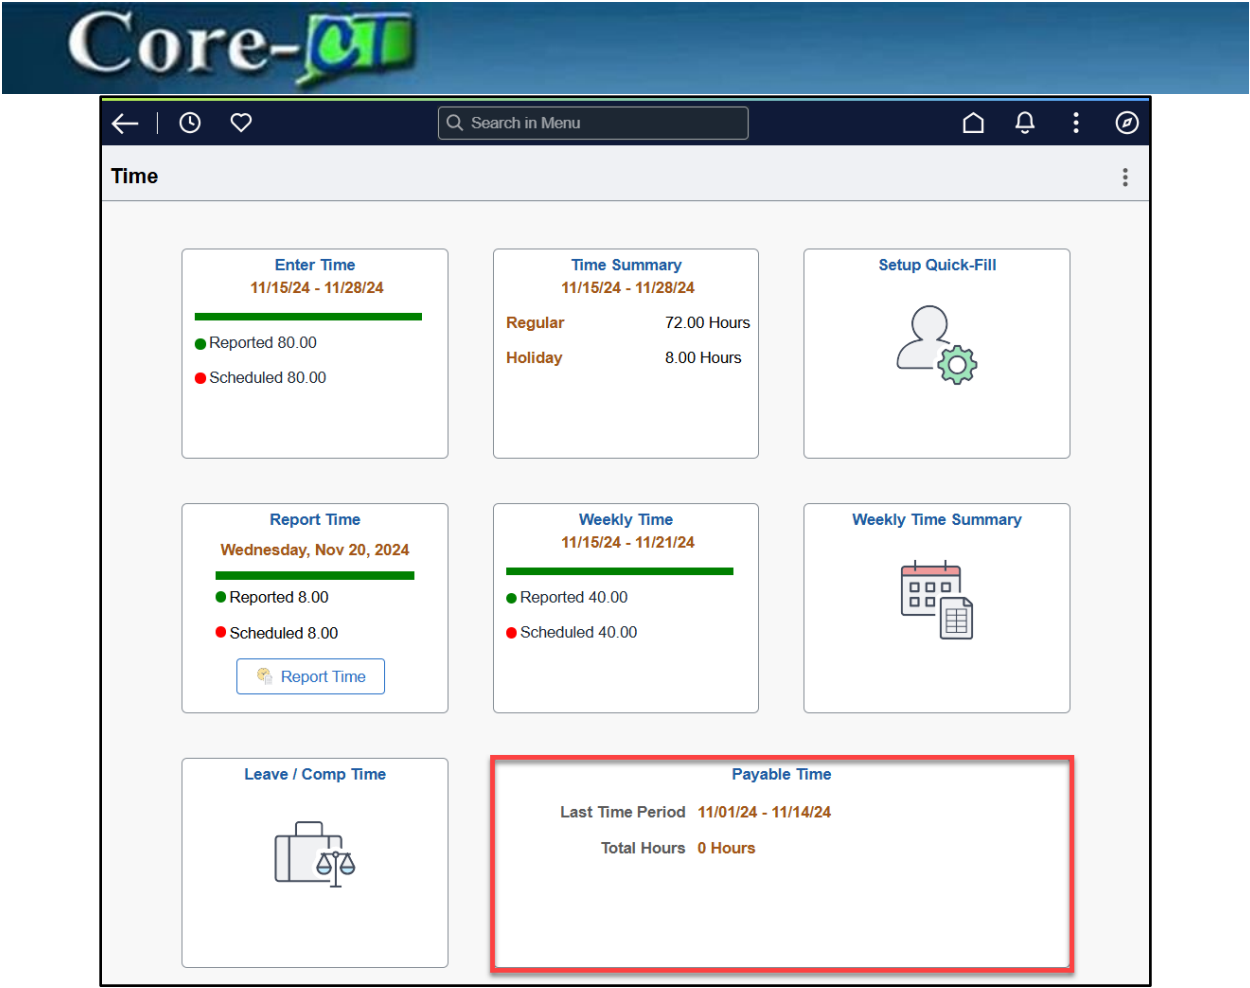 Core-CT
Search in Menu
Time
Enter Time
11/15/24 - 11/28/24
Reported 80.00
Scheduled 80.00
Time Summary
11/15/24 - 11/28/24
Regular 72.00 Hours
Holiday 8.00 Hours
Setup Quick-Fill
Report Time
Wednesday, Nov 20, 2024
Reported 8.00
Scheduled 8.00
Report Time
Weekly Time
11/15/24 - 11/21/24
Reported 40.00
Scheduled 40.00
Weekly Time Summary
Leave / Comp Time
Payable Time
Last Time Period 11/01/24 - 11/14/24
Total Hours 0 Hours